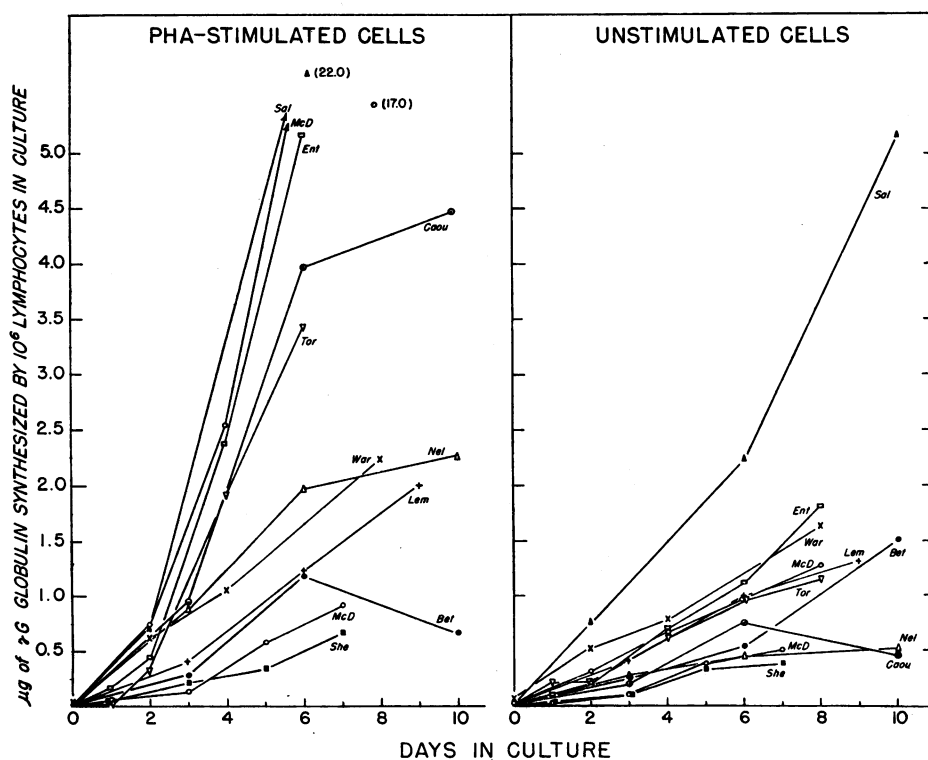 PHA-STIMULATED CELLS
UNSTIMULATED CELLS
µg of γG GLOBULIN SYNTHESIZED BY 10⁶ LYMPHOCYTES IN CULTURE
(22.0)
(17.0)
Sal
McD
Ent
Caou
Tor
War
Nel
Lem
Bet
McD
She
5.0
4.5
4.0
3.5
3.0
2.5
2.0
1.5
1.0
0.5
0 2 4 6 8 10
Sal
Ent
War
McD
Lem
Tor
Bet
Nel
McD
Caou
She
0 2 4 6 8 10
DAYS IN CULTURE